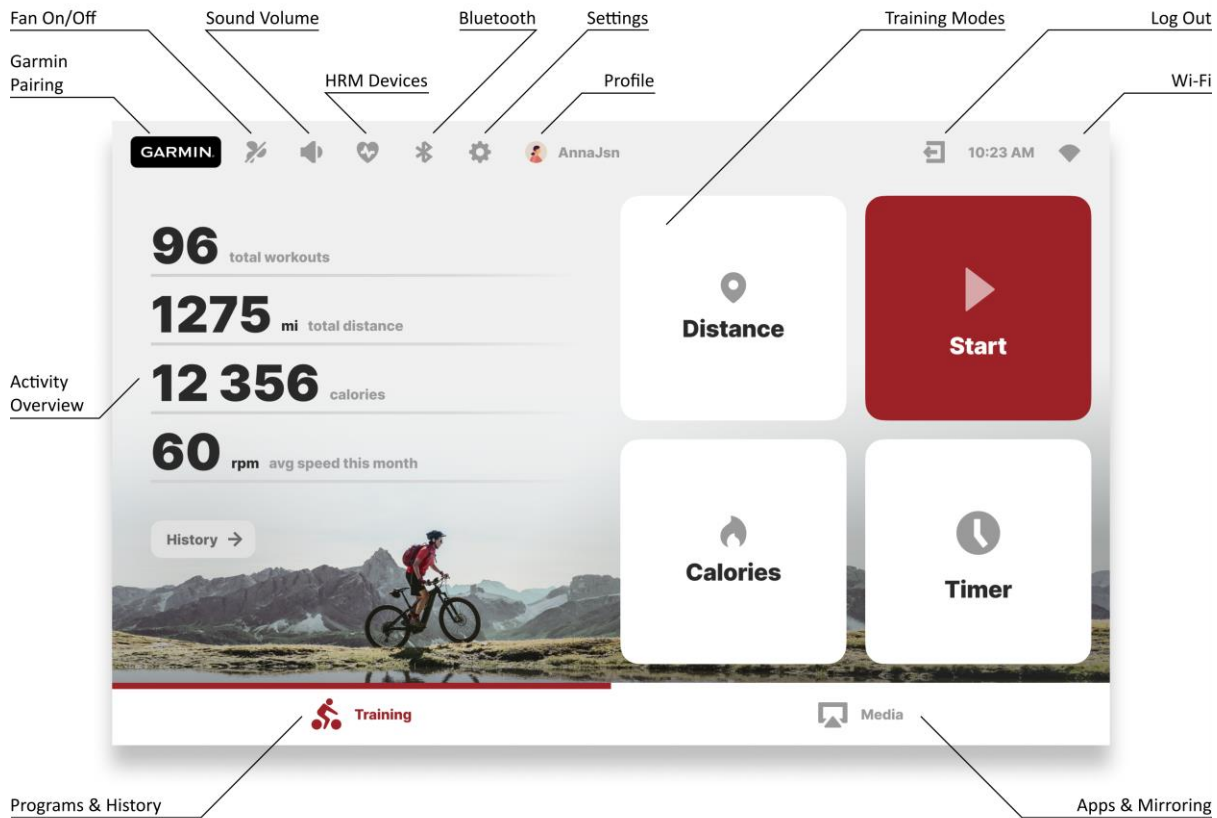 Fan On/Off
Sound Volume
Bluetooth
Settings
Training Modes
Log Out
Garmin
Pairing
HRM Devices
Profile
Wi-Fi
GARMIN.
AnnaJsn
10:23 AM
96 total workouts
1275 mi total distance
12 356 calories
60 rpm avg speed this month
History →
Distance
Start
Calories
Timer
Activity
Overview
Training
Media
Programs & History
Apps & Mirroring